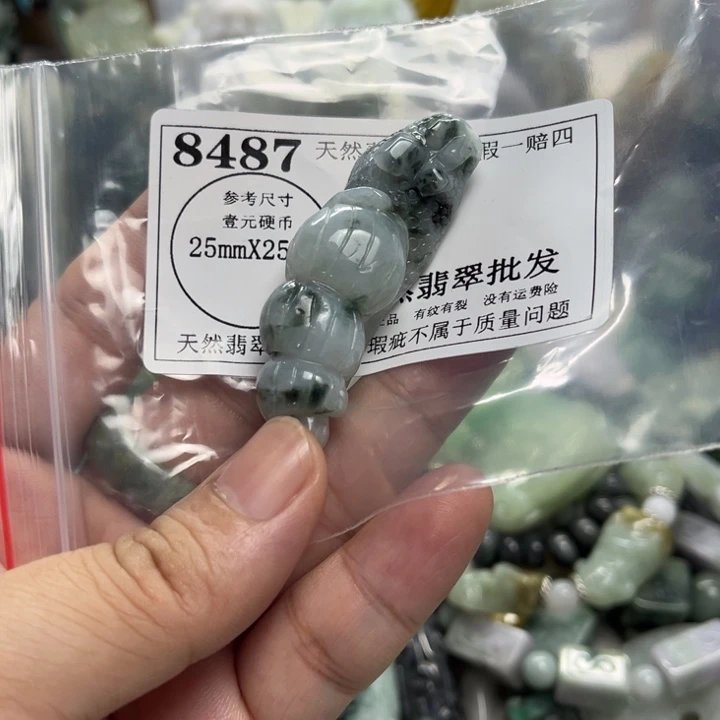 8487 天然 假一赔四
参考尺寸
壹元硬币
25mmX25
翡翠批发
品 有纹有裂 没有运费险
天然翡翠 瑕疵不属于质量问题